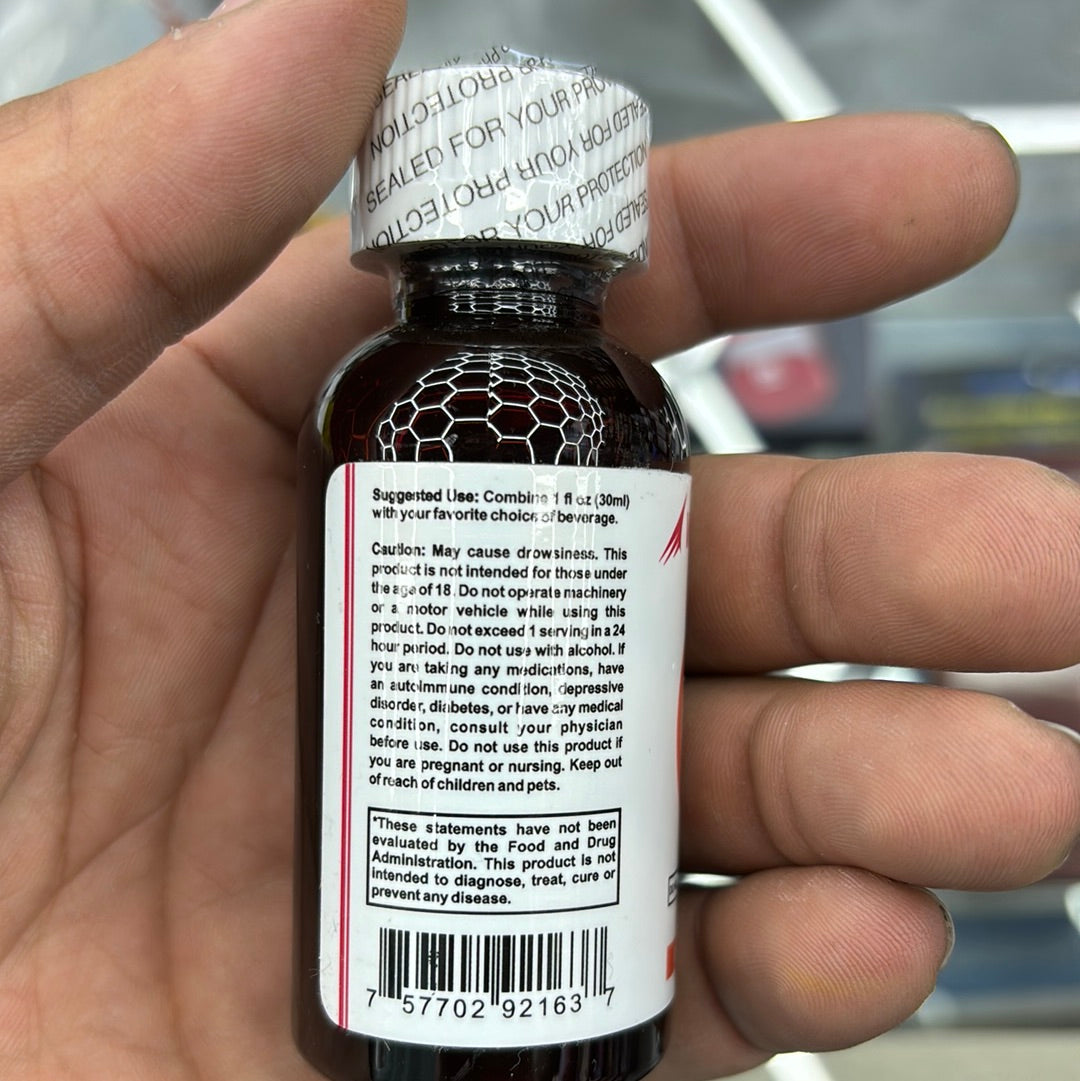 SEALED FOR YOUR PRO
NOITCETORP RUOY ROF
OR YOUR PROTECTION
Suggested Use: Combine 1 fl oz (30ml)
with your favorite choice of beverage.
Caution: May cause drowsiness. This
product is not intended for those under
the age of 18. Do not operate machinery
or a motor vehicle while using this
product. Do not exceed 1 serving in a 24
hour period. Do not use with alcohol. If
you are taking any medications, have
an autoimmune condition, depressive
disorder, diabetes, or have any medical
condition, consult your physician
before use. Do not use this product if
you are pregnant or nursing. Keep out
of reach of children and pets.
*These statements have not been
evaluated by the Food and Drug
Administration. This product is not
intended to diagnose, treat, cure or
prevent any disease.
7 57702 92163 7